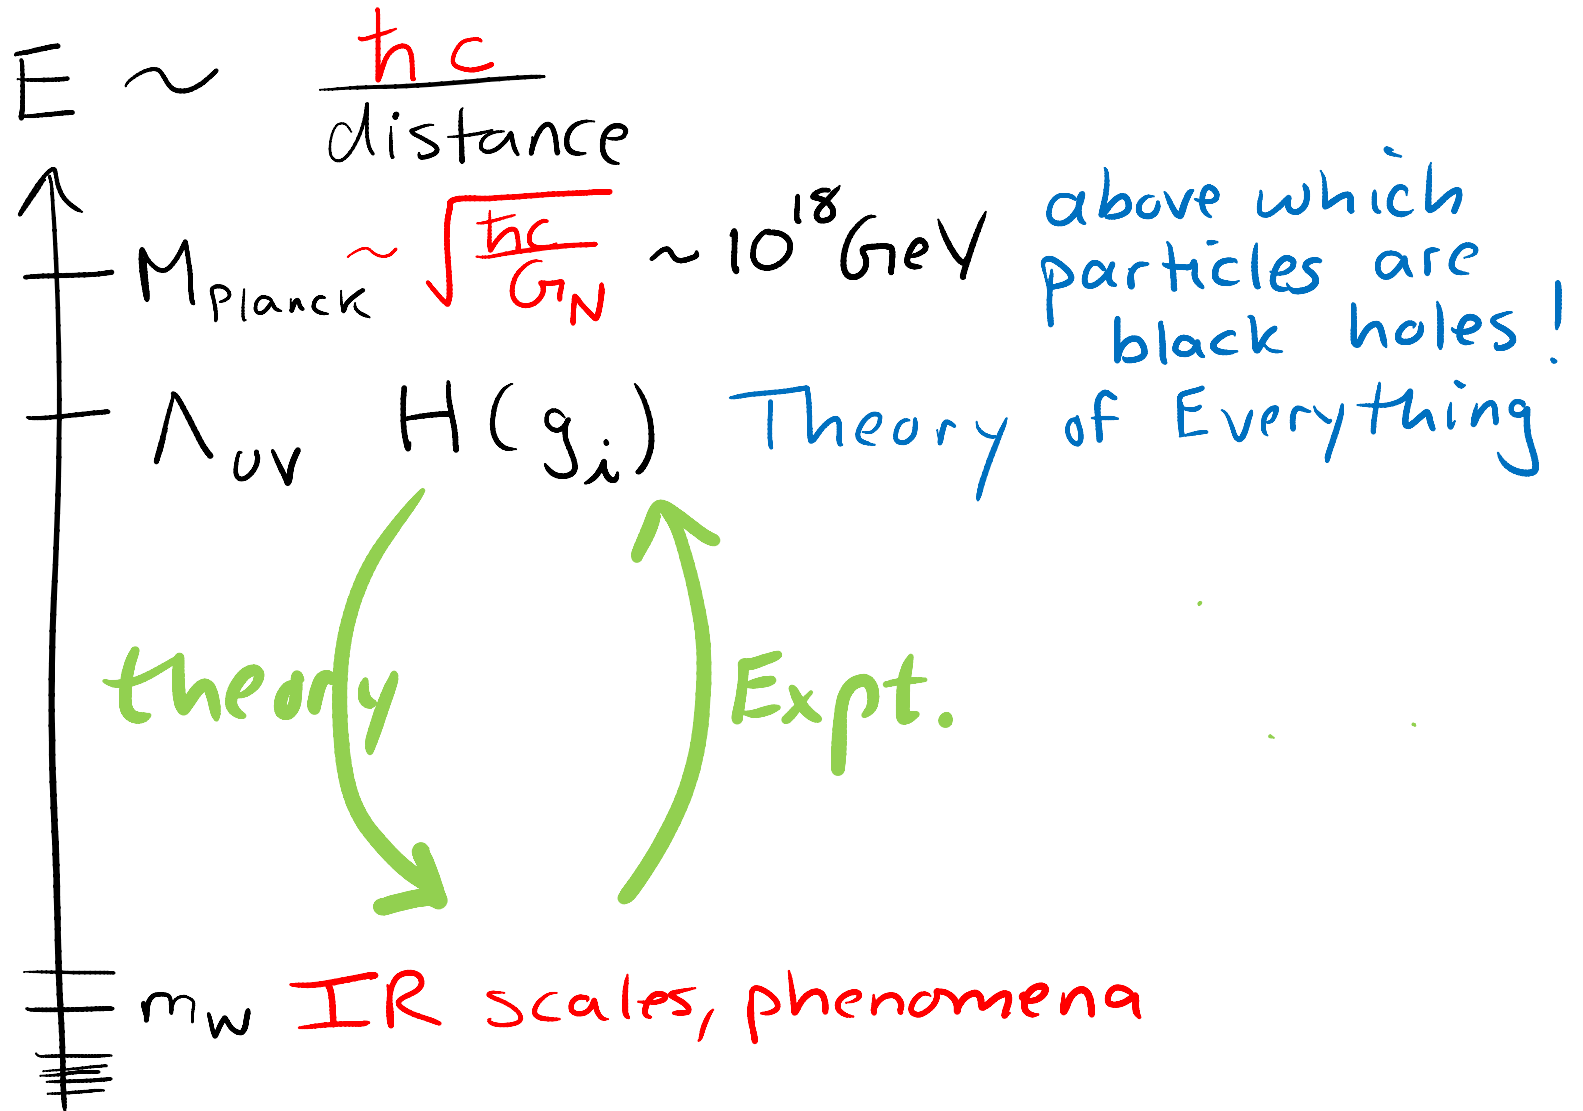 E ~ ħc / distance
M_Planck ~ √(ħc / G_N) ~ 10^18 GeV
above which
particles are
black holes!
Λ_UV H(g_i) Theory of Everything
theory
Expt.
m_W IR scales, phenomena